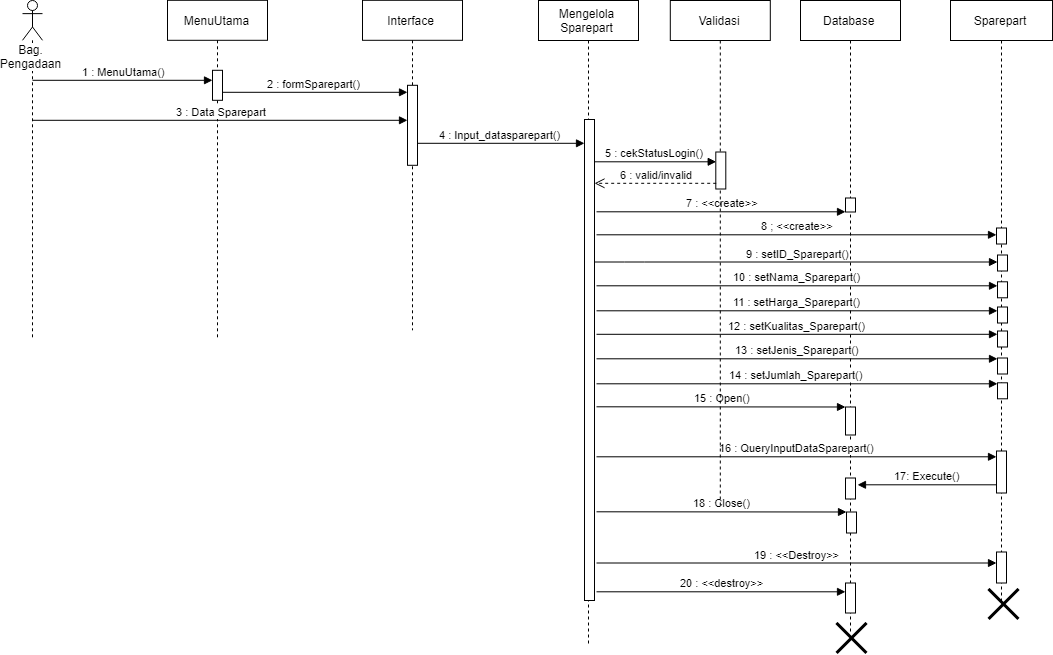 MenuUtama
Interface
Mengelola
Sparepart
Validasi
Database
Sparepart
Bag.
Pengadaan
1 : MenuUtama()
2 : formSparepart()
3 : Data Sparepart
4 : Input_datasparepart()
5 : cekStatusLogin()
6 : valid/invalid
7 : <<create>>
8 ; <<create>>
9 : setID_Sparepart()
10 : setNama_Sparepart()
11 : setHarga_Sparepart()
12 : setKualitas_Sparepart()
13 : setJenis_Sparepart()
14 : setJumlah_Sparepart()
15 : Open()
16 : QueryInputDataSparepart()
17: Execute()
18 : Close()
19 : <<Destroy>>
20 : <<destroy>>